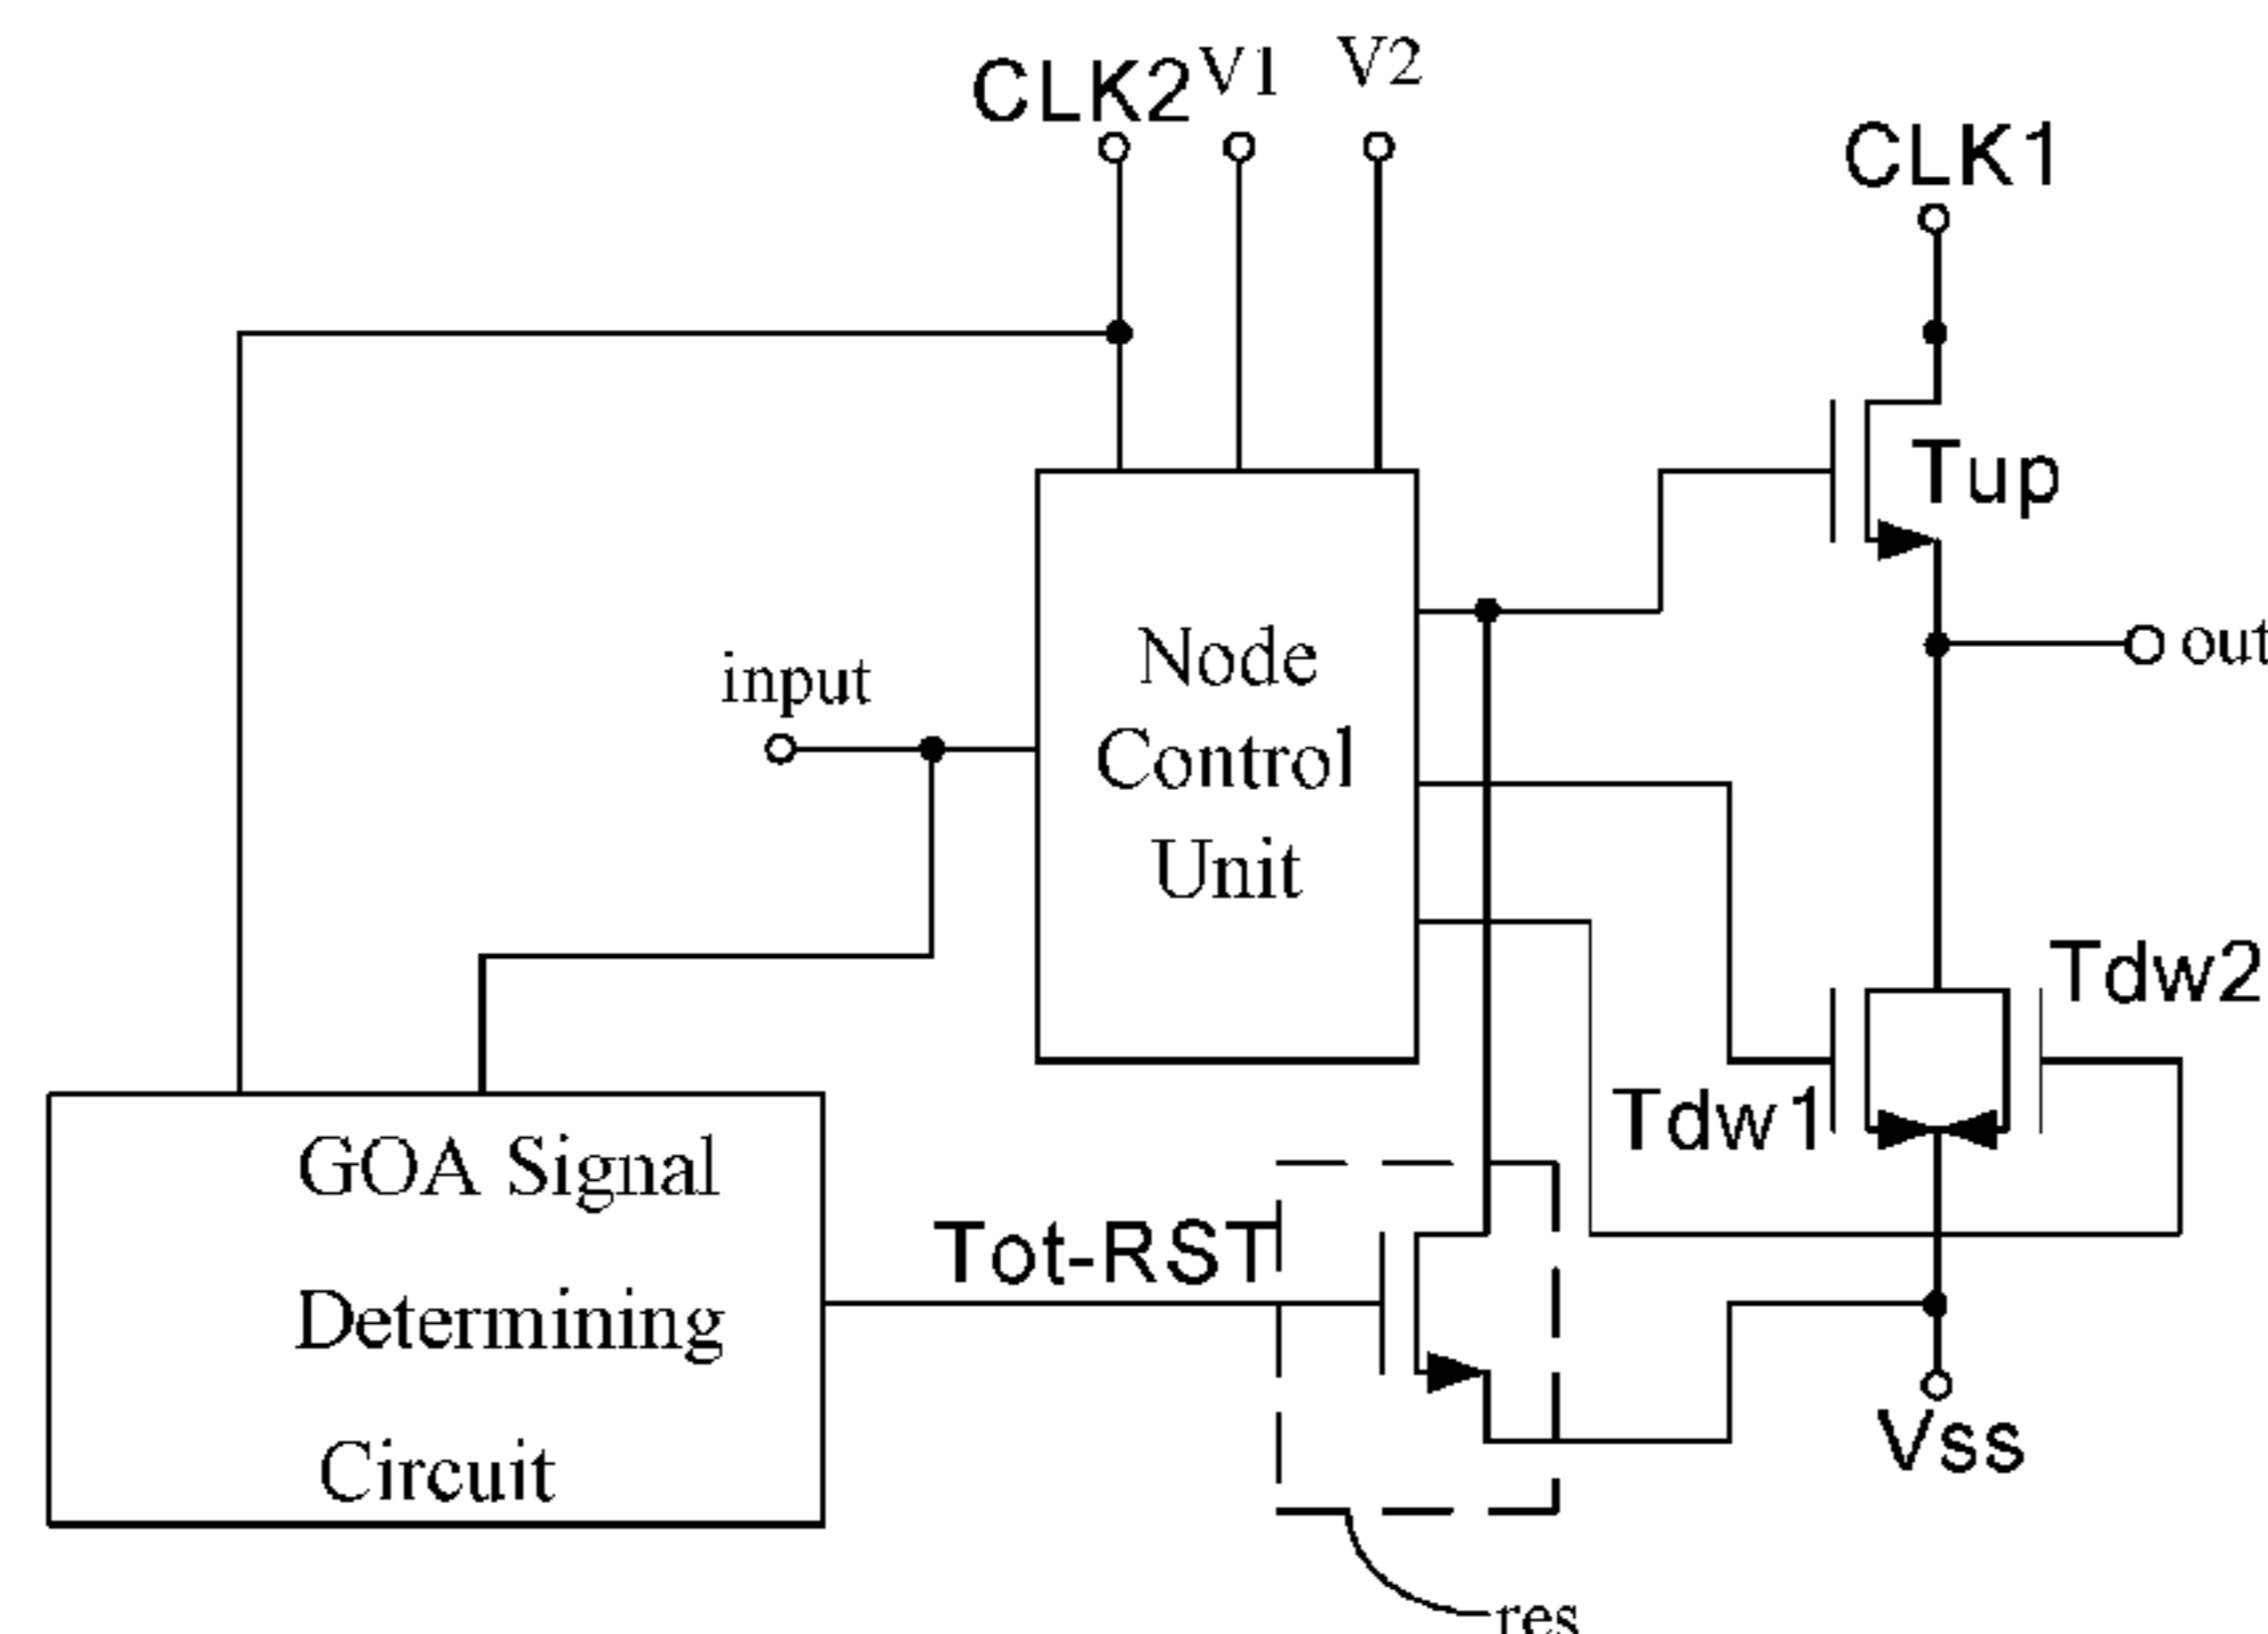 CLK2
V1
V2
CLK1
Tup
Node
Control
Unit
input
out
Tdw2
Tdw1
GOA Signal
Determining
Circuit
Tot-RST
Vss
res